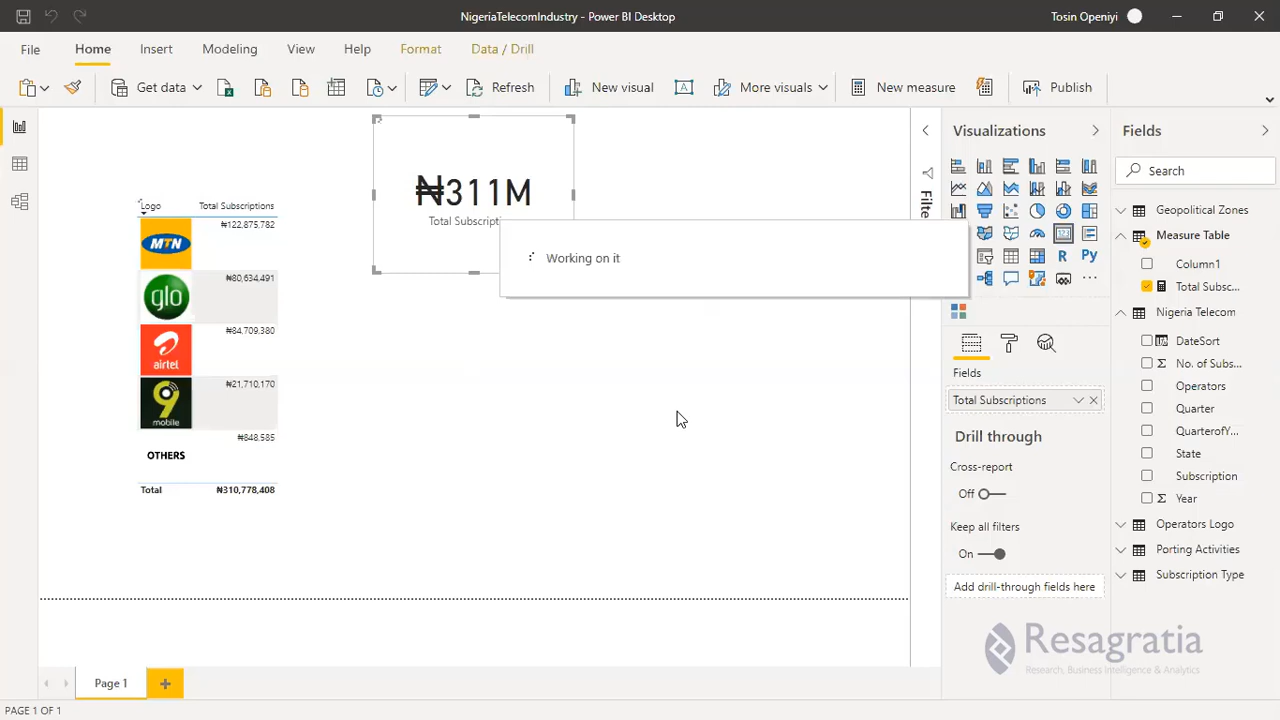 NigeriaTelecomIndustry - Power BI Desktop
Tosin Openiyi
File
Home
Insert
Modeling
View
Help
Format
Data / Drill
Get data
Refresh
New visual
More visuals
New measure
Publish
Logo
Total Subscriptions
MTN
₦122,875,782
glo
₦80,634,491
airtel
₦84,709,380
9
mobile
₦21,710,170
OTHERS
₦848,585
Total
₦310,778,408
₦311M
Total Subscripti
Working on it
Filte
Visualizations
R
Py
Fields
Total Subscriptions
Drill through
Cross-report
Off
Keep all filters
On
Add drill-through fields here
Fields
Search
Geopolitical Zones
Measure Table
Column1
Total Subsc...
Nigeria Telecom
DateSort
No. of Subs...
Operators
Quarter
QuarterofY...
State
Subscription
Year
Operators Logo
Porting Activities
Subscription Type
Resagratia
Research, Business Intelligence & Analytics
Page 1
PAGE 1 OF 1